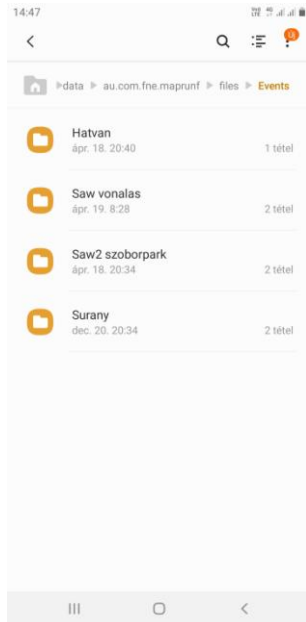 14:47
data au.com.fne.maprunf files Events
Hatvan
ápr. 18. 20:40 1 tétel
Saw vonalas
ápr. 19. 8:28 2 tétel
Saw2 szoborpark
ápr. 18. 20:34 2 tétel
Surany
dec. 20. 20:34 2 tétel